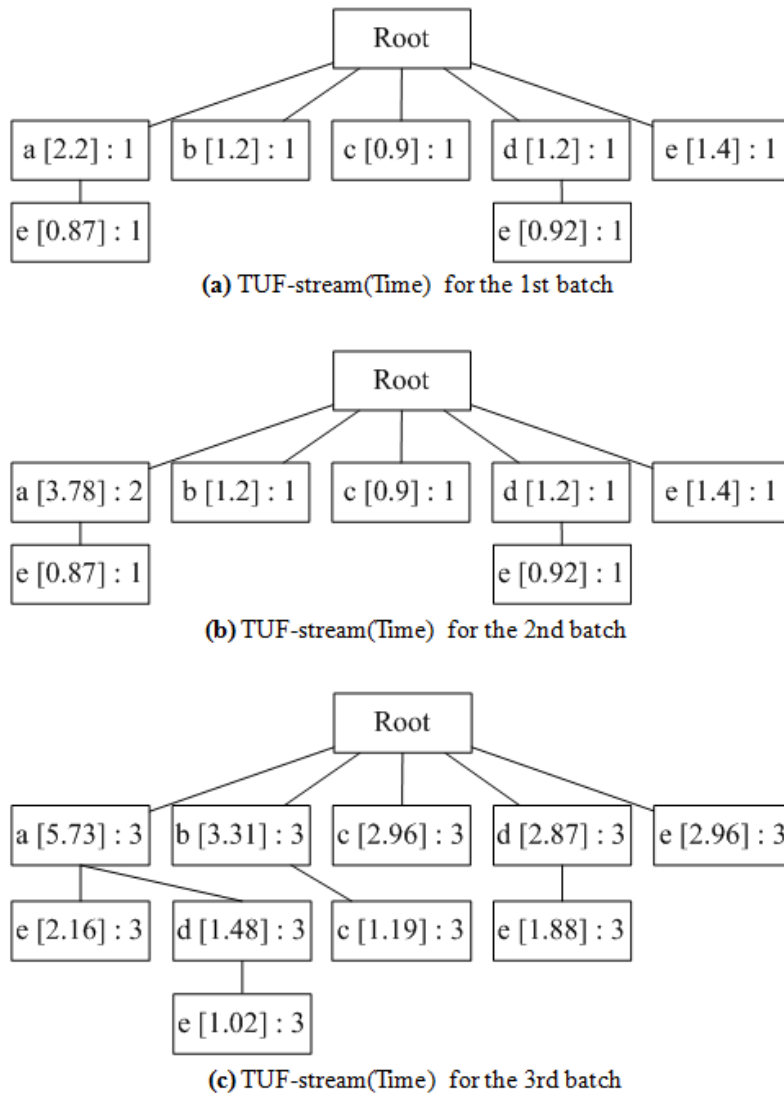 Root
a [2.2] : 1 b [1.2] : 1 c [0.9] : 1 d [1.2] : 1 e [1.4] : 1
e [0.87] : 1 e [0.92] : 1
(a) TUF-stream(Time) for the 1st batch
Root
a [3.78] : 2 b [1.2] : 1 c [0.9] : 1 d [1.2] : 1 e [1.4] : 1
e [0.87] : 1 e [0.92] : 1
(b) TUF-stream(Time) for the 2nd batch
Root
a [5.73] : 3 b [3.31] : 3 c [2.96] : 3 d [2.87] : 3 e [2.96] : 3
e [2.16] : 3 d [1.48] : 3 c [1.19] : 3 e [1.88] : 3
e [1.02] : 3
(c) TUF-stream(Time) for the 3rd batch